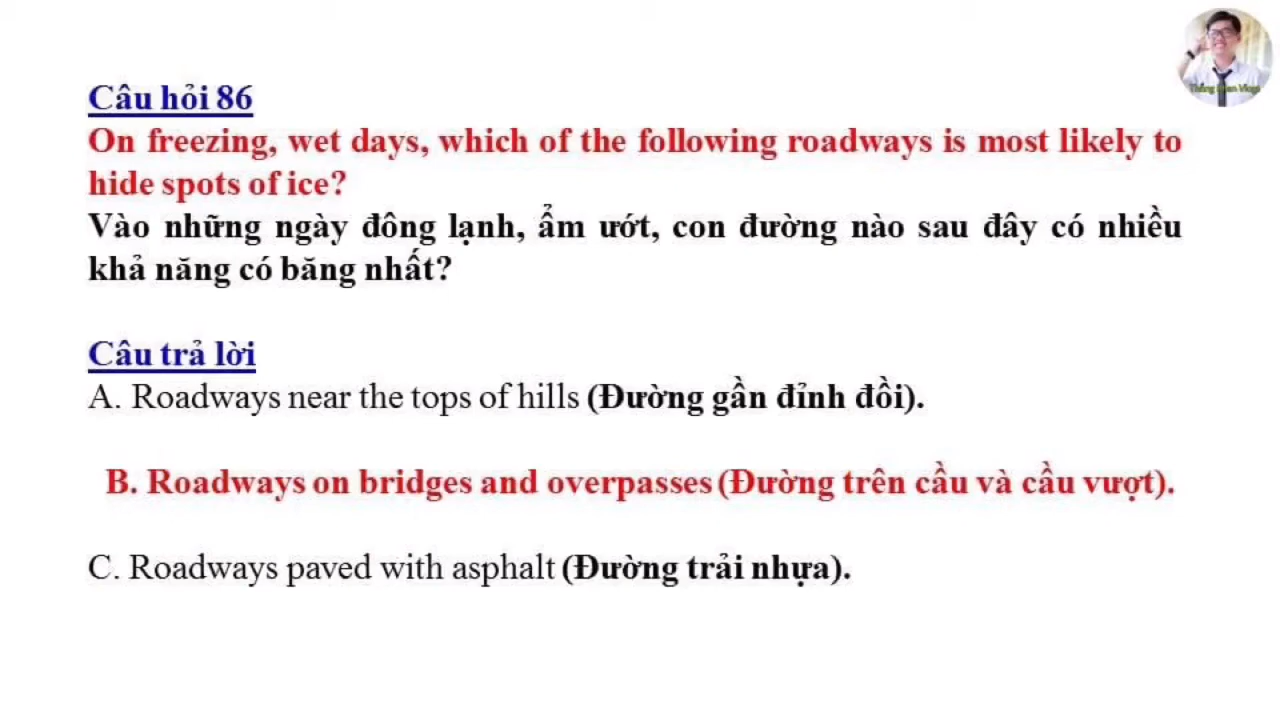 Câu hỏi 86
On freezing, wet days, which of the following roadways is most likely to
hide spots of ice?
Vào những ngày đông lạnh, ẩm ướt, con đường nào sau đây có nhiều
khả năng có băng nhất?
Câu trả lời
A. Roadways near the tops of hills (Đường gần đỉnh đồi).
B. Roadways on bridges and overpasses (Đường trên cầu và cầu vượt).
C. Roadways paved with asphalt (Đường trải nhựa).